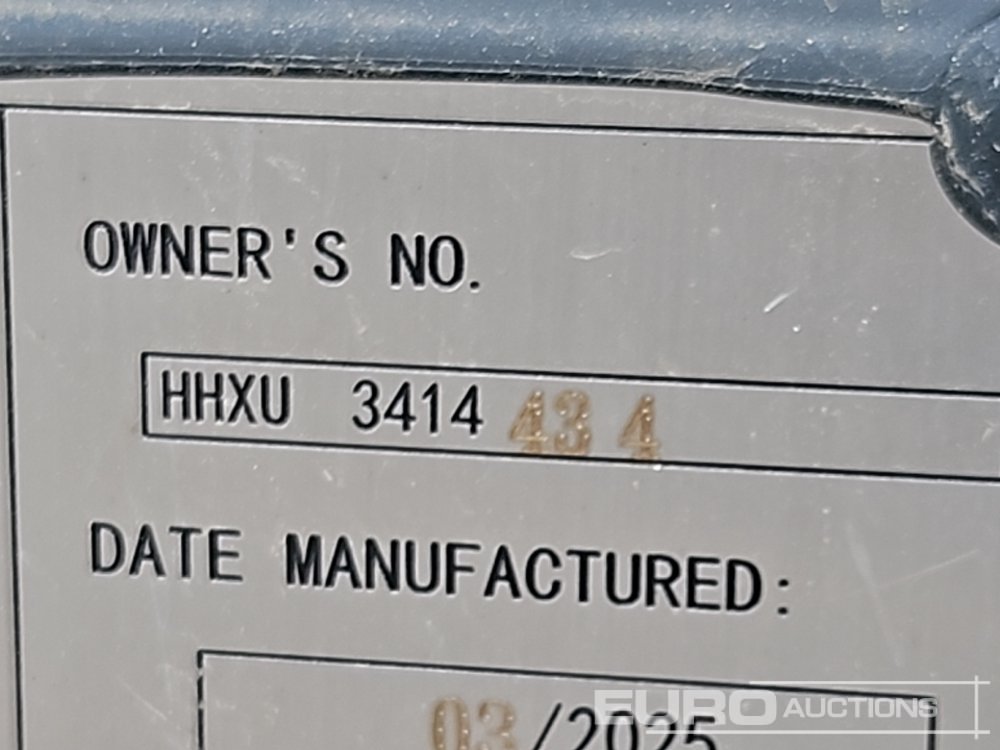 OWNER'S NO.
HHXU 3414 43 4
DATE MANUFACTURED:
03/2025
EURO AUCTIONS